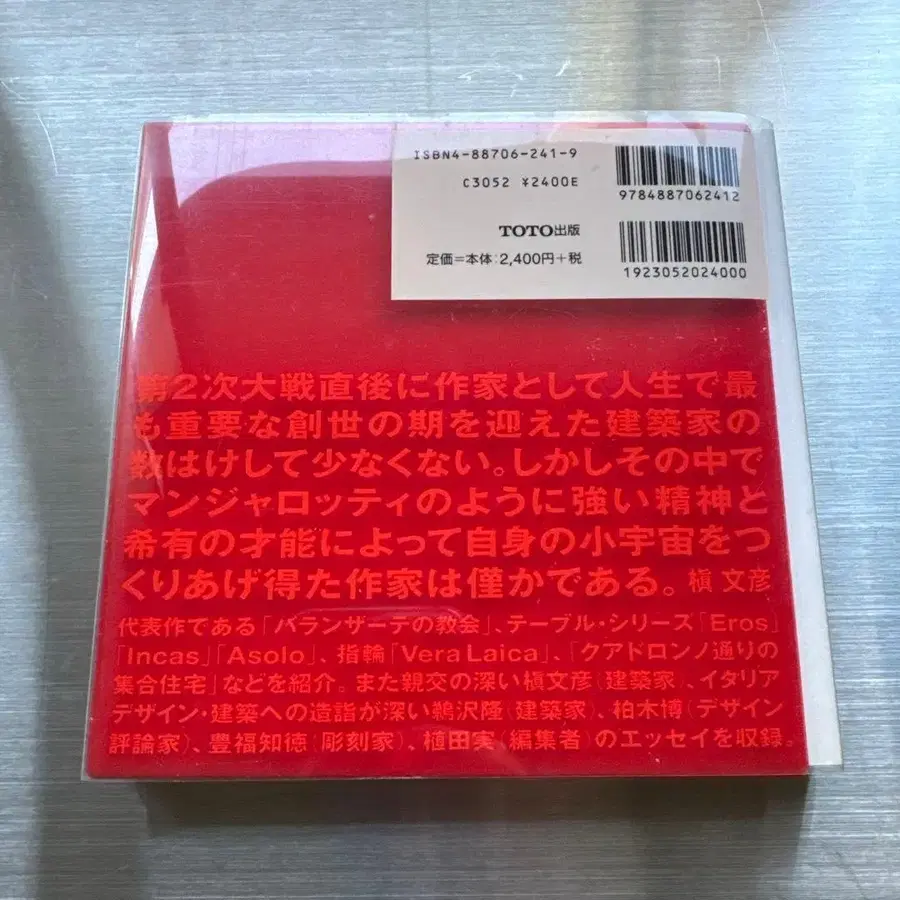 ISBN4-88706-241-9
C3052 ¥2400E
9784887062412
TOTO出版
定価=本体:2,400円+税
1923052024000
第2次大戦直後に作家として人生で最
も重要な創世の期を迎えた建築家の
数はけして少なくない。しかしその中で
マンジャロッティのように強い精神と
希有の才能によって自身の小宇宙をつ
くりあげ得た作家は僅かである。槇 文彦
代表作である「バランザーテの教会」、テーブル・シリーズ「Eros」
「Incas」「Asolo」、指輪「Vera Laica」、「クアドロンノ通りの
集合住宅」などを紹介。また親交の深い槇文彦(建築家)、イタリア
デザイン・建築への造詣が深い鵜沢隆(建築家)、柏木博(デザイン
評論家)、豊福知徳(彫刻家)、植田実(編集者)のエッセイを収録。